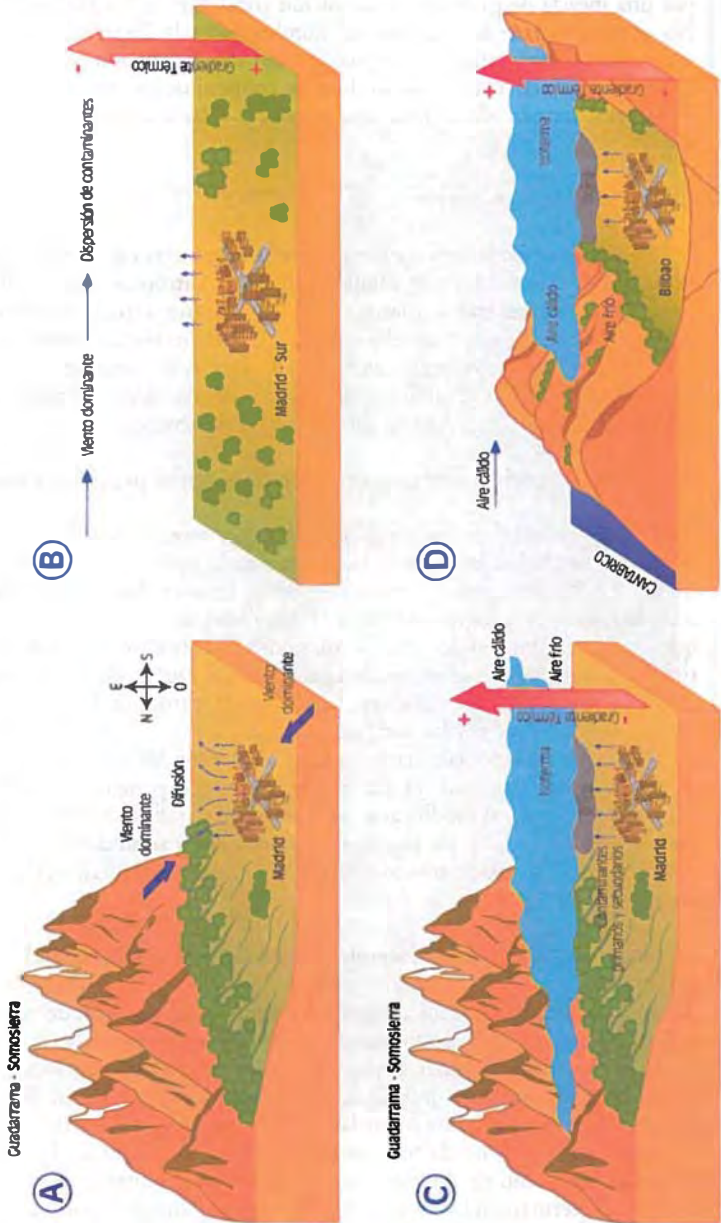 Guadarrama - Somosierra
A
Viento
dominante
Difusión
N
E
S
O
Madrid
Viento
dominante
B
Viento dominante
Dispersión de contaminantes
-
Gradiente Térmico
+
Madrid - Sur
Guadarrama - Somosierra
C
Aire cálido
Aire frío
+
Isoterma
Gradiente Térmico
-
Contaminantes
primarios y secundarios
Madrid
D
Aire cálido
CANTÁBRICO
Aire cálido
Isoterma
Aire frío
+
Gradiente Térmico
Bilbao